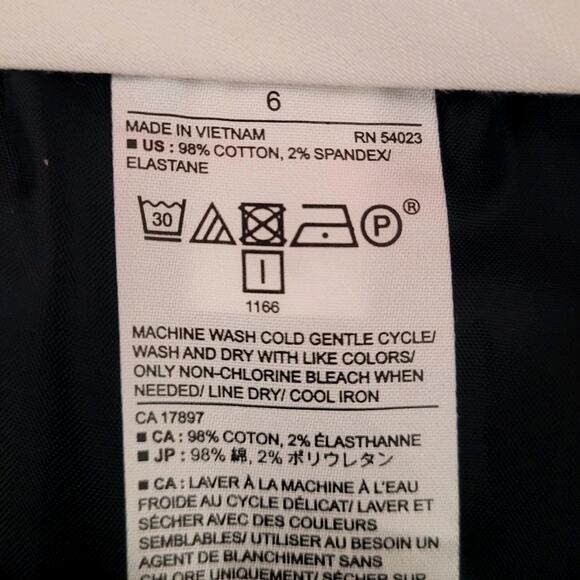 6
MADE IN VIETNAM RN 54023
■ US : 98% COTTON, 2% SPANDEX/
ELASTANE
30 P ®
1166
MACHINE WASH COLD GENTLE CYCLE/
WASH AND DRY WITH LIKE COLORS/
ONLY NON-CHLORINE BLEACH WHEN
NEEDED/ LINE DRY/ COOL IRON
CA 17897
■ CA : 98% COTON, 2% ÉLASTHANNE
■ JP : 98% 綿, 2% ポリウレタン
■ CA : LAVER À LA MACHINE À L'EAU
FROIDE AU CYCLE DÉLICAT/ LAVER ET
SÉCHER AVEC DES COULEURS
SEMBLABLES/ UTILISER AU BESOIN UN
AGENT DE BLANCHIMENT SANS
CHLORE UNIQUEMENT/ SÉCHER SUR